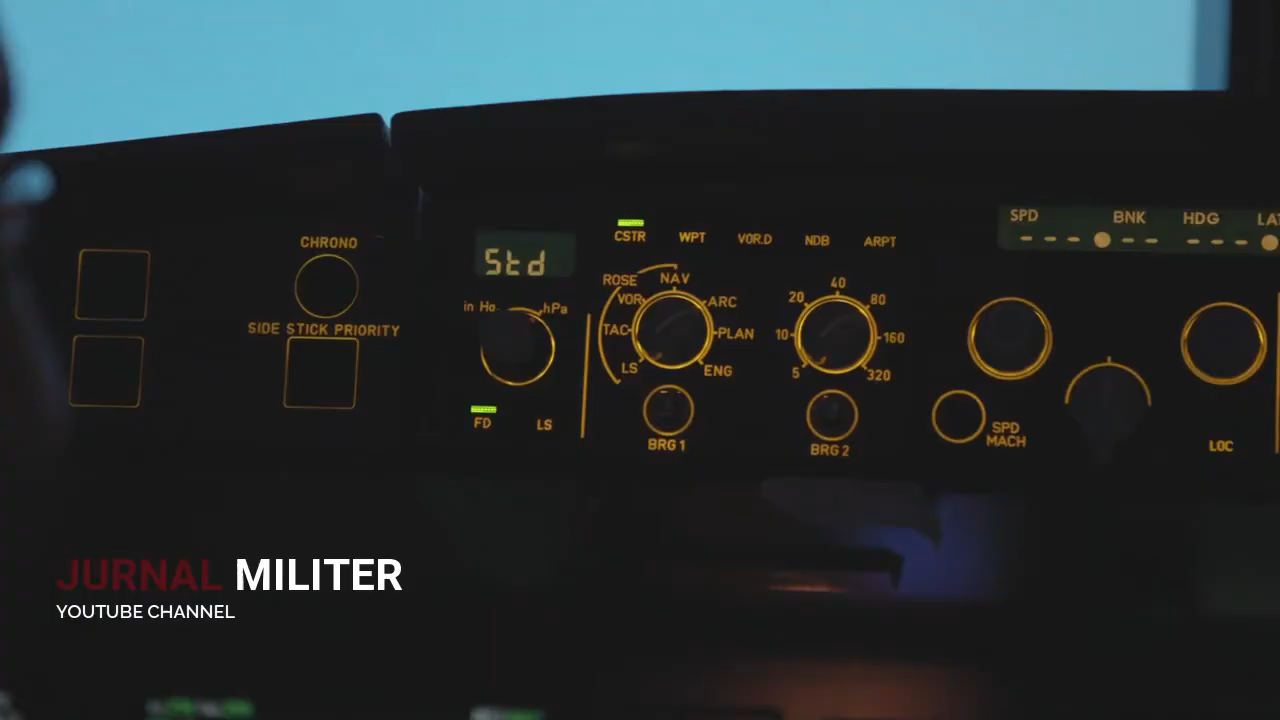 SPD BNK HDG LAT
CSTR WPT VOR.D NDB ARPT
CHRONO
Std
in Hg hPa
SIDE STICK PRIORITY
ROSE NAV
VOR ARC
TAC PLAN
LS ENG
40
20 80
10 160
5 320
FD LS
BRG 1 BRG 2
SPD
MACH
LOC
JURNAL MILITER
YOUTUBE CHANNEL